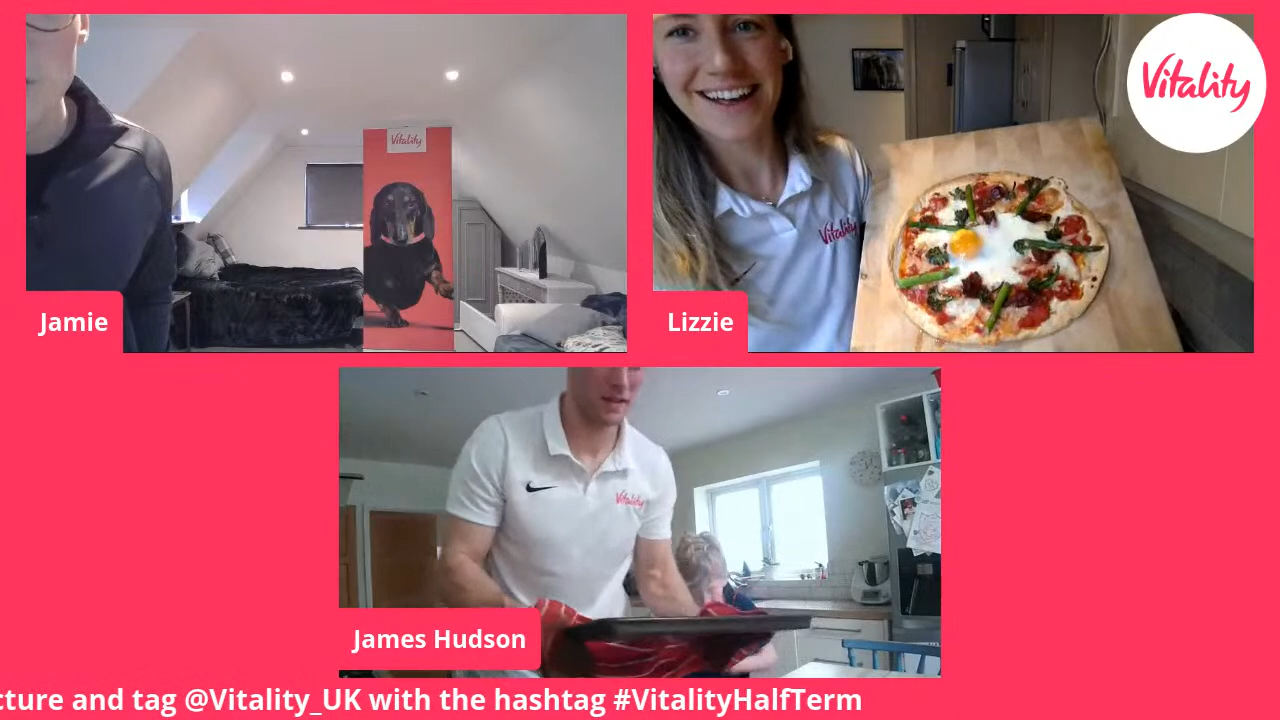 Vitality
Vitality
Vitality
Jamie
Lizzie
Vitality
James Hudson
cture and tag @Vitality_UK with the hashtag #VitalityHalfTerm